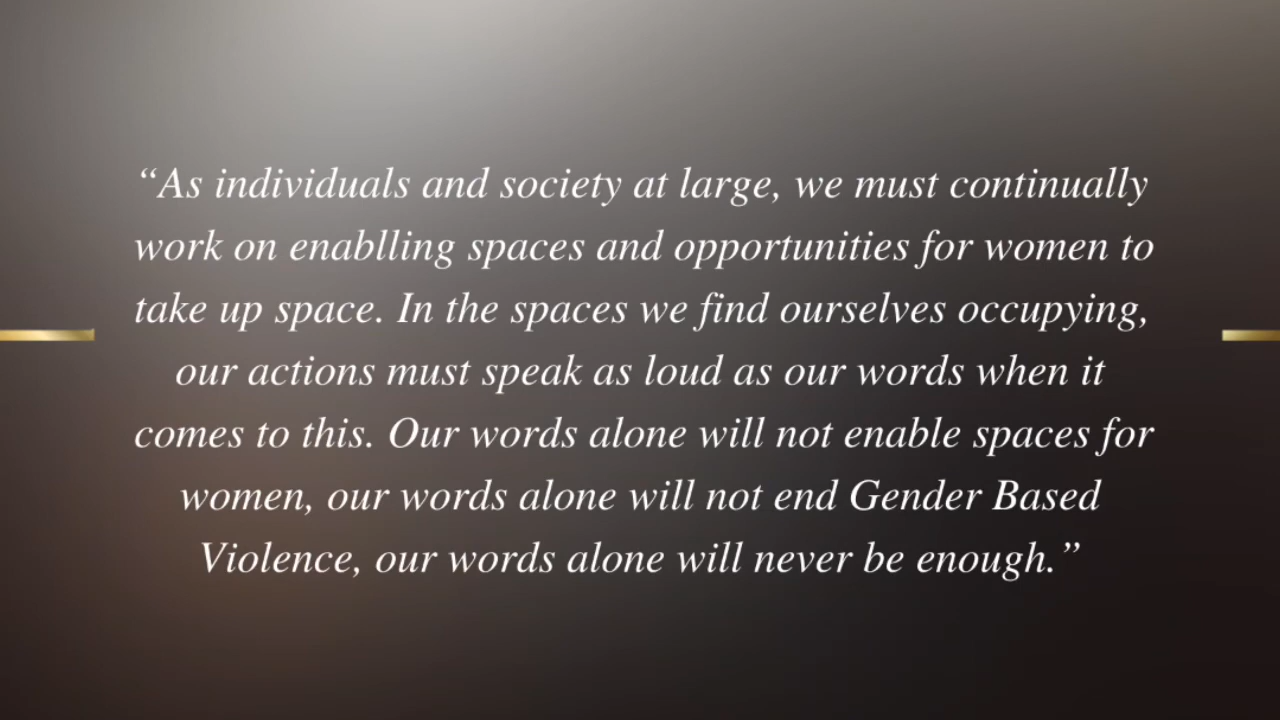 “As individuals and society at large, we must continually
work on enablling spaces and opportunities for women to
take up space. In the spaces we find ourselves occupying,
our actions must speak as loud as our words when it
comes to this. Our words alone will not enable spaces for
women, our words alone will not end Gender Based
Violence, our words alone will never be enough.”